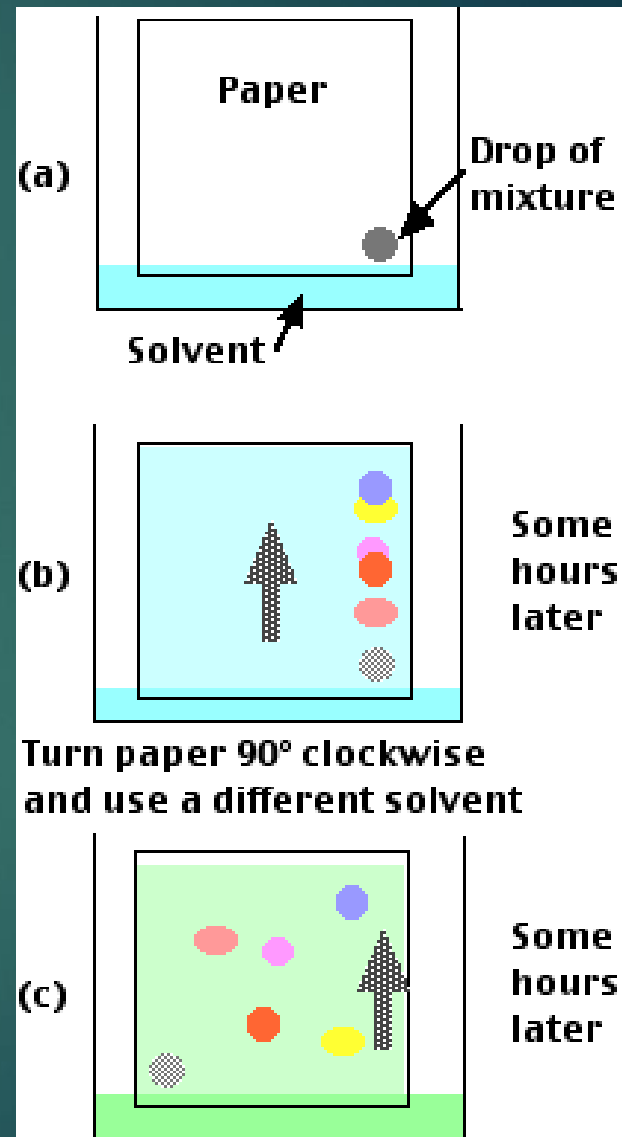 Paper
(a)
Drop of
mixture
Solvent
(b)
Some
hours
later
Turn paper 90° clockwise
and use a different solvent
(c)
Some
hours
later